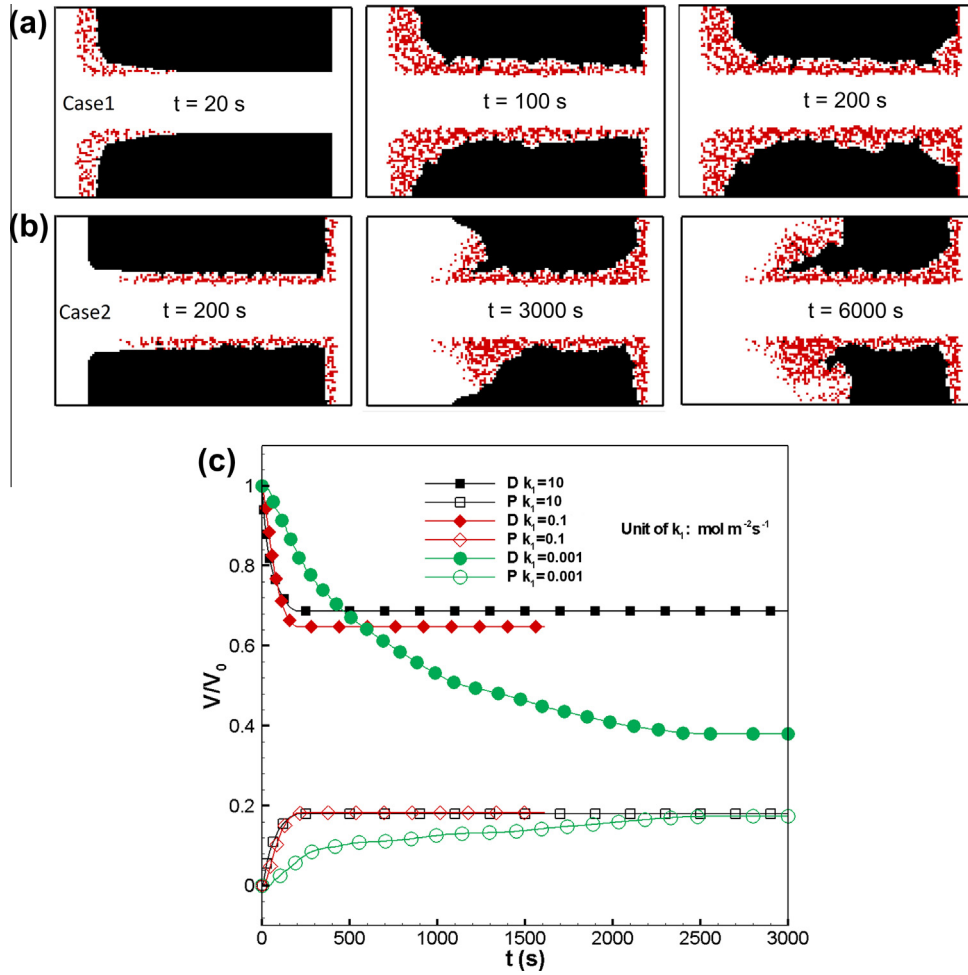 (a)
Case1
t = 20 s
t = 100 s
t = 200 s
(b)
Case2
t = 200 s
t = 3000 s
t = 6000 s
(c)
D k₁=10
P k₁=10
D k₁=0.1
P k₁=0.1
D k₁=0.001
P k₁=0.001
Unit of k₁: mol m⁻²s⁻¹
1
0.8
0.6
0.4
0.2
0
V/V₀
0 500 1000 1500 2000 2500 3000
t (s)